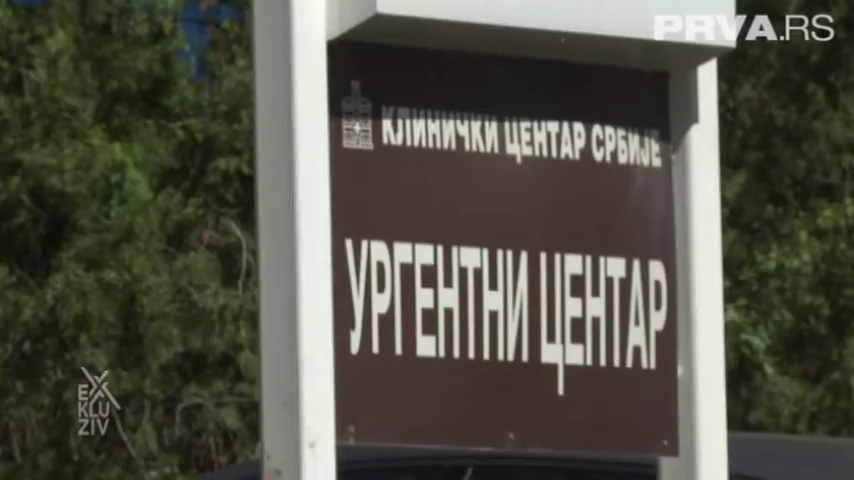 PRVA.RS
КЛИНИЧКИ ЦЕНТАР СРБИЈЕ
УРГЕНТНИ ЦЕНТАР
EX
KLU
ZIV